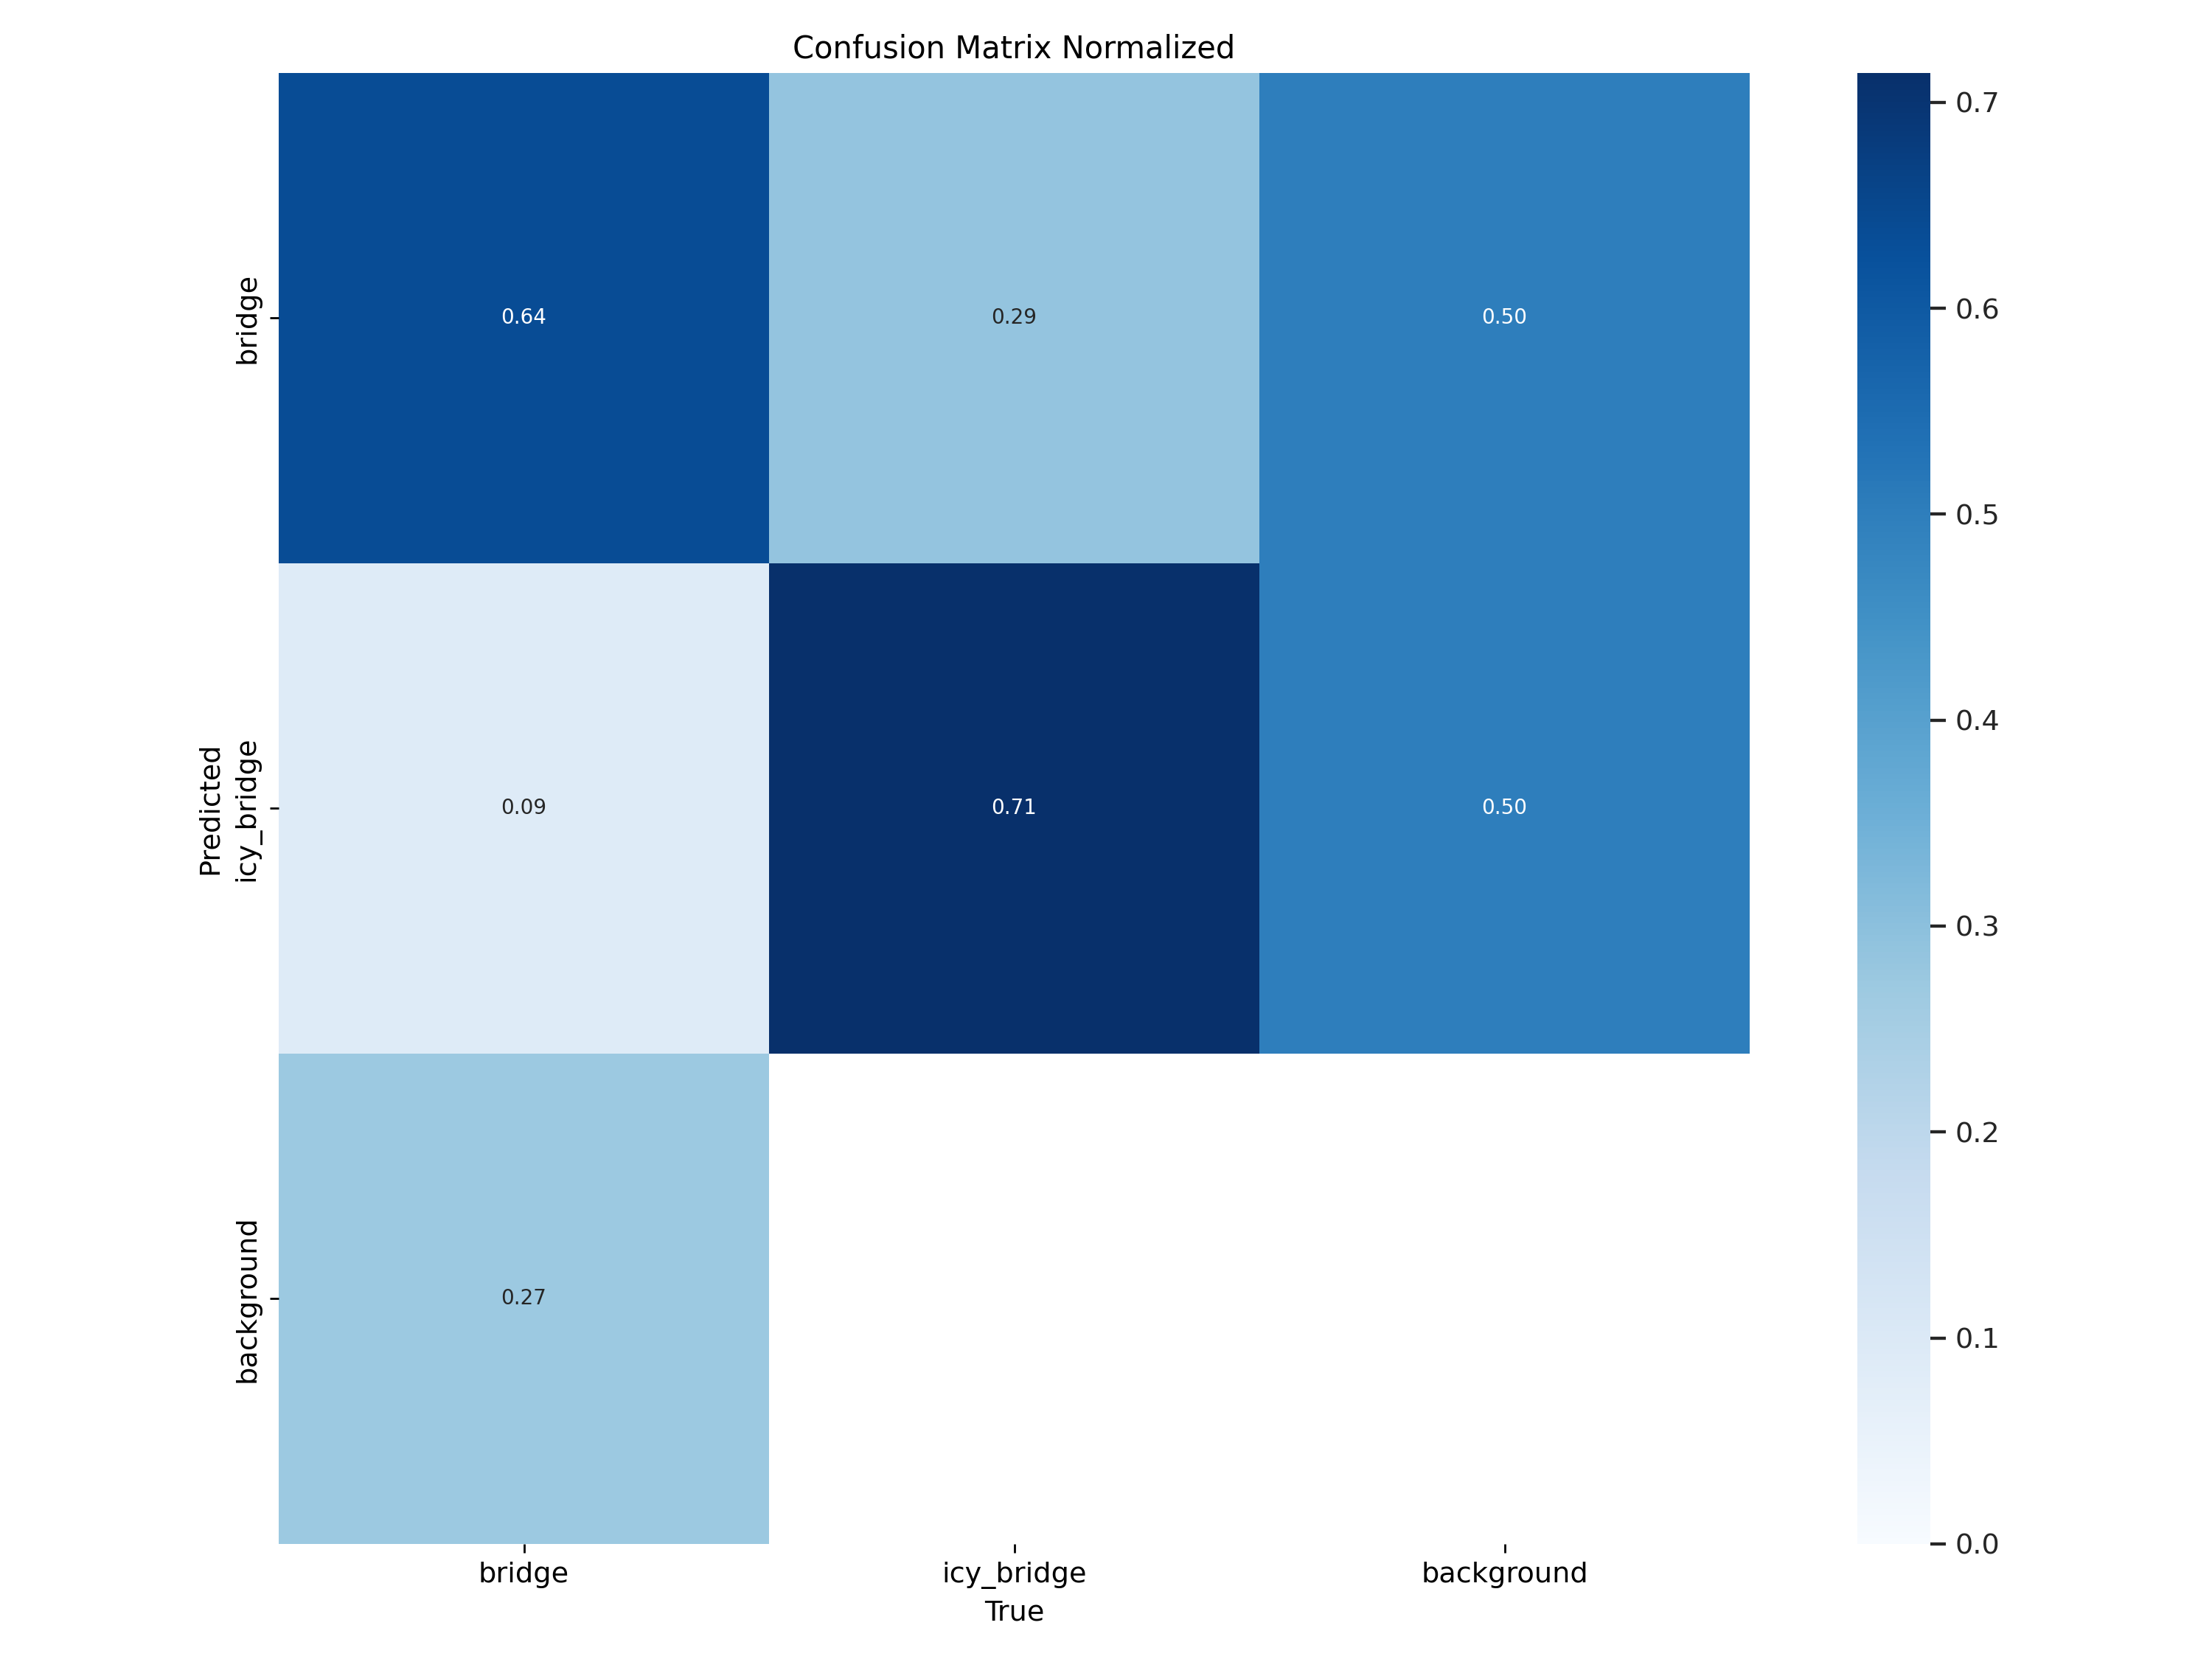 Confusion Matrix Normalized
bridge
0.64
0.29
0.50
Predicted
icy_bridge
0.09
0.71
0.50
background
0.27
bridge
icy_bridge
background
True
0.7
0.6
0.5
0.4
0.3
0.2
0.1
0.0